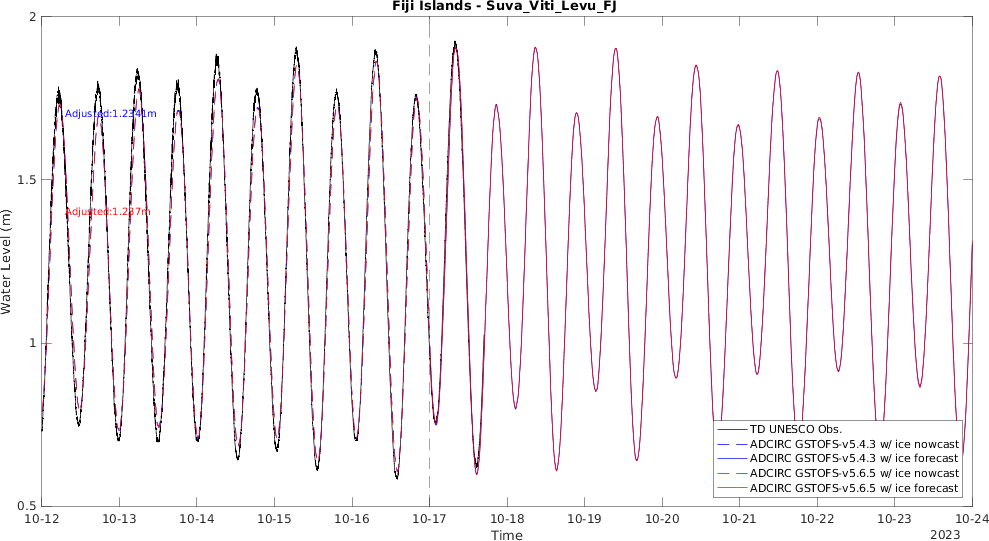 Fiji Islands - Suva_Viti_Levu_FJ
2
Adjusted:1.2341m
1.5
Adjusted:1.237m
Water Level (m)
1
TD UNESCO Obs.
ADCIRC GSTOFS-v5.4.3 w/ ice nowcast
ADCIRC GSTOFS-v5.4.3 w/ ice forecast
ADCIRC GSTOFS-v5.6.5 w/ ice nowcast
ADCIRC GSTOFS-v5.6.5 w/ ice forecast
0.5
10-12 10-13 10-14 10-15 10-16 10-17 10-18 10-19 10-20 10-21 10-22 10-23 10-24
Time
2023